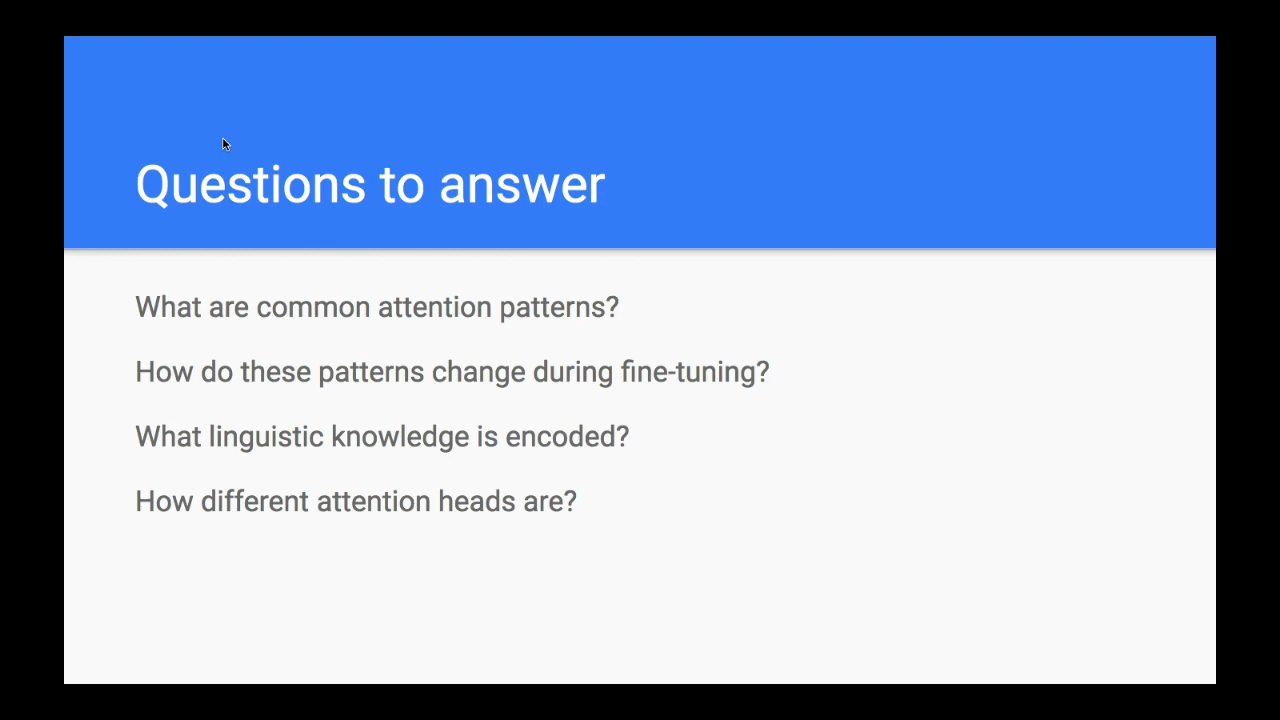 Questions to answer
What are common attention patterns?
How do these patterns change during fine-tuning?
What linguistic knowledge is encoded?
How different attention heads are?